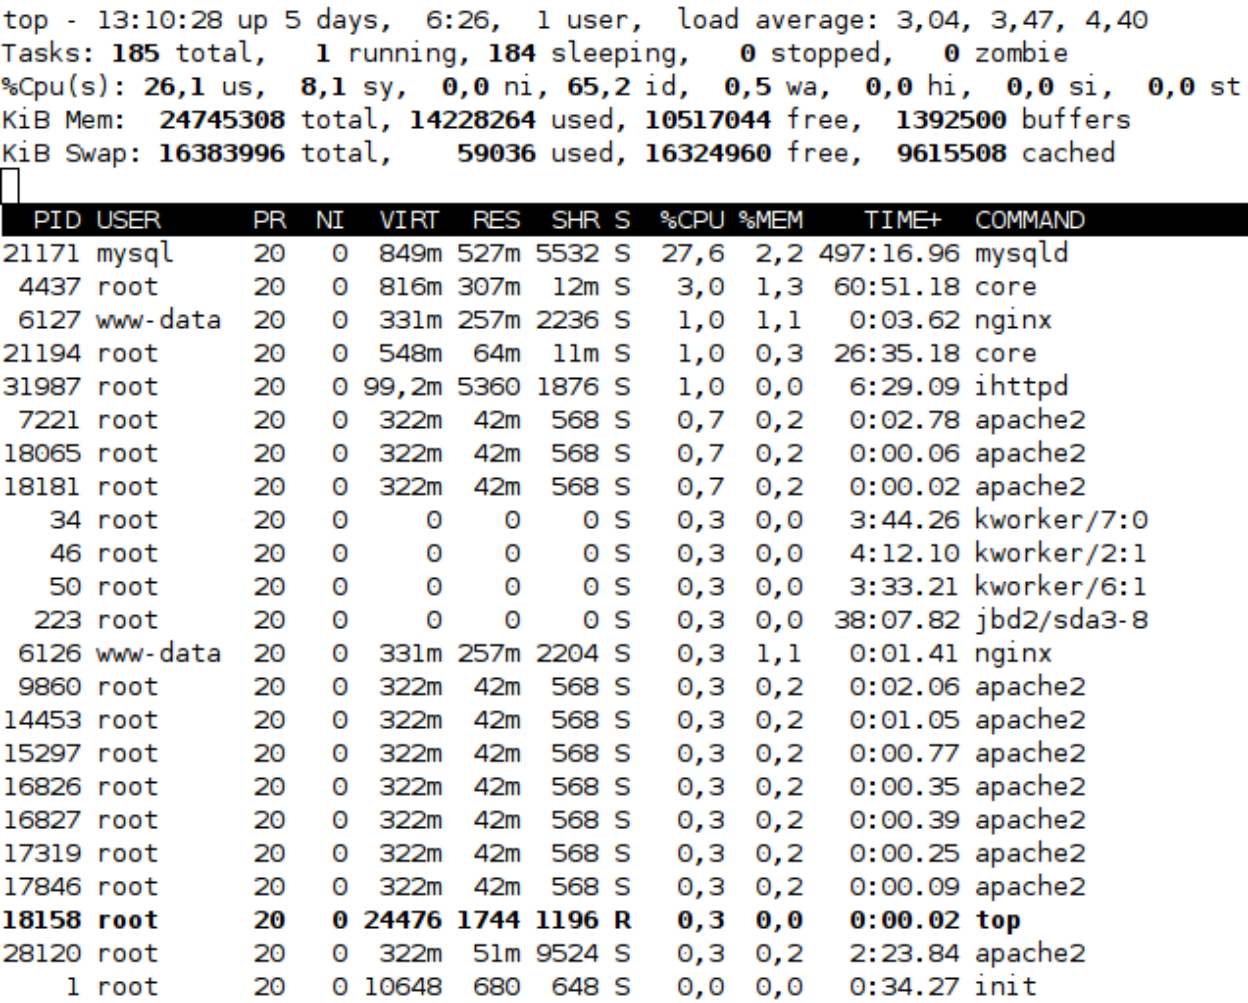 top - 13:10:28 up 5 days,  6:26,  1 user,  load average: 3,04, 3,47, 4,40
Tasks: 185 total,   1 running, 184 sleeping,   0 stopped,   0 zombie
%Cpu(s): 26,1 us,  8,1 sy,  0,0 ni, 65,2 id,  0,5 wa,  0,0 hi,  0,0 si,  0,0 st
KiB Mem:  24745308 total, 14228264 used, 10517044 free,  1392500 buffers
KiB Swap: 16383996 total,    59036 used, 16324960 free,  9615508 cached
  PID USER      PR  NI  VIRT  RES  SHR S  %CPU %MEM    TIME+  COMMAND
21171 mysql     20   0  849m 527m 5532 S  27,6  2,2 497:16.96 mysqld
 4437 root      20   0  816m 307m  12m S   3,0  1,3  60:51.18 core
 6127 www-data  20   0  331m 257m 2236 S   1,0  1,1   0:03.62 nginx
21194 root      20   0  548m  64m  11m S   1,0  0,3  26:35.18 core
31987 root      20   0 99,2m 5360 1876 S   1,0  0,0   6:29.09 ihttpd
 7221 root      20   0  322m  42m  568 S   0,7  0,2   0:02.78 apache2
18065 root      20   0  322m  42m  568 S   0,7  0,2   0:00.06 apache2
18181 root      20   0  322m  42m  568 S   0,7  0,2   0:00.02 apache2
   34 root      20   0     0    0    0 S   0,3  0,0   3:44.26 kworker/7:0
   46 root      20   0     0    0    0 S   0,3  0,0   4:12.10 kworker/2:1
   50 root      20   0     0    0    0 S   0,3  0,0   3:33.21 kworker/6:1
  223 root      20   0     0    0    0 S   0,3  0,0  38:07.82 jbd2/sda3-8
 6126 www-data  20   0  331m 257m 2204 S   0,3  1,1   0:01.41 nginx
 9860 root      20   0  322m  42m  568 S   0,3  0,2   0:02.06 apache2
14453 root      20   0  322m  42m  568 S   0,3  0,2   0:01.05 apache2
15297 root      20   0  322m  42m  568 S   0,3  0,2   0:00.77 apache2
16826 root      20   0  322m  42m  568 S   0,3  0,2   0:00.35 apache2
16827 root      20   0  322m  42m  568 S   0,3  0,2   0:00.39 apache2
17319 root      20   0  322m  42m  568 S   0,3  0,2   0:00.25 apache2
17846 root      20   0  322m  42m  568 S   0,3  0,2   0:00.09 apache2
18158 root      20   0 24476 1744 1196 R   0,3  0,0   0:00.02 top
28120 root      20   0  322m  51m 9524 S   0,3  0,2   2:23.84 apache2
    1 root      20   0 10648  680  648 S   0,0  0,0   0:34.27 init